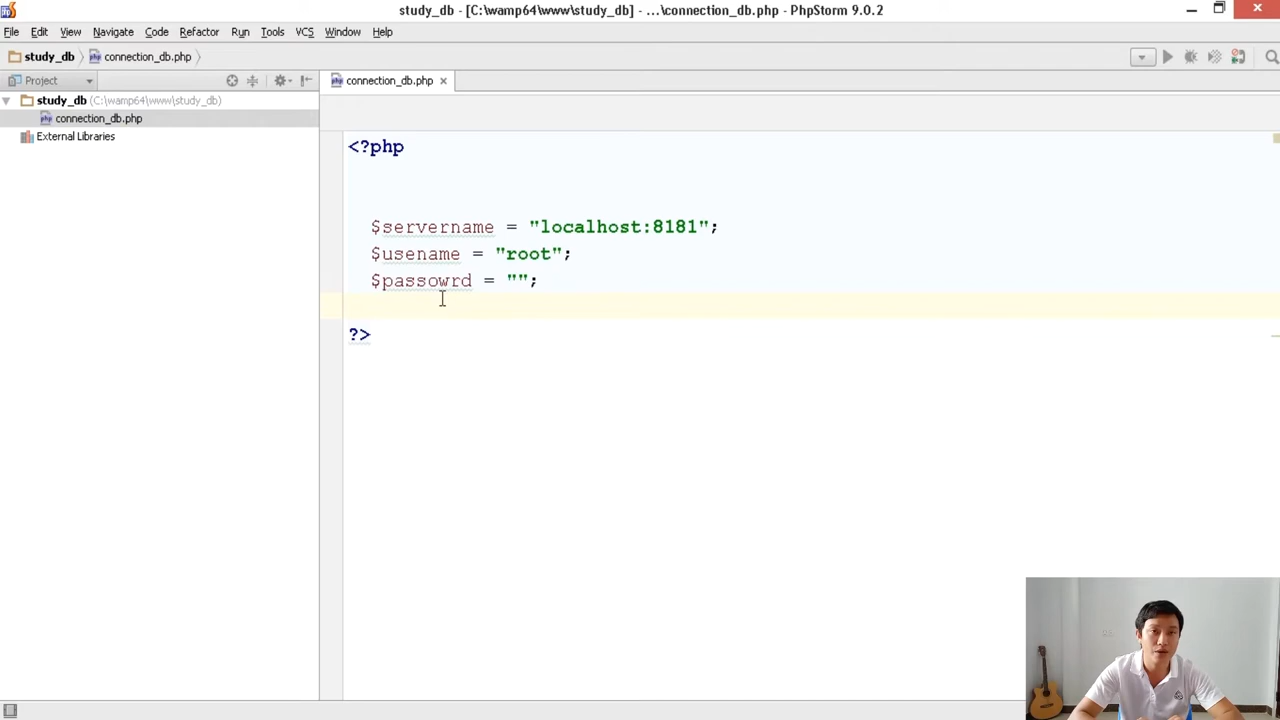 study_db - [C:\wamp64\www\study_db] - ...\connection_db.php - PhpStorm 9.0.2
File Edit View Navigate Code Refactor Run Tools VCS Window Help
study_db connection_db.php
Project
connection_db.php
study_db (C:\wamp64\www\study_db)
connection_db.php
External Libraries
<?php
$servername = "localhost:8181";
$usename = "root";
$passowrd = "";
?>